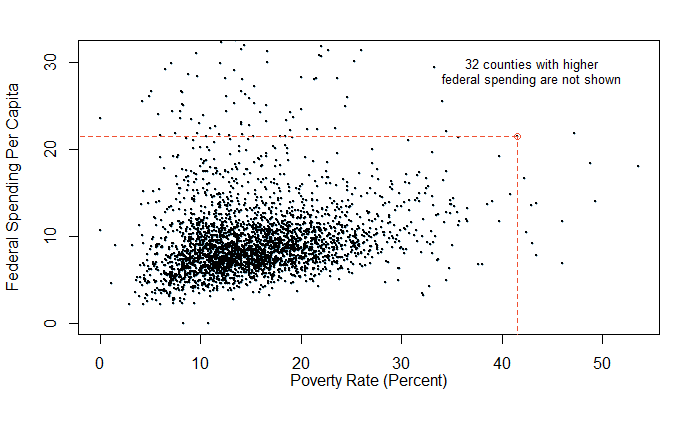 32 counties with higher
federal spending are not shown
Federal Spending Per Capita
30
20
10
0
0 10 20 30 40 50
Poverty Rate (Percent)